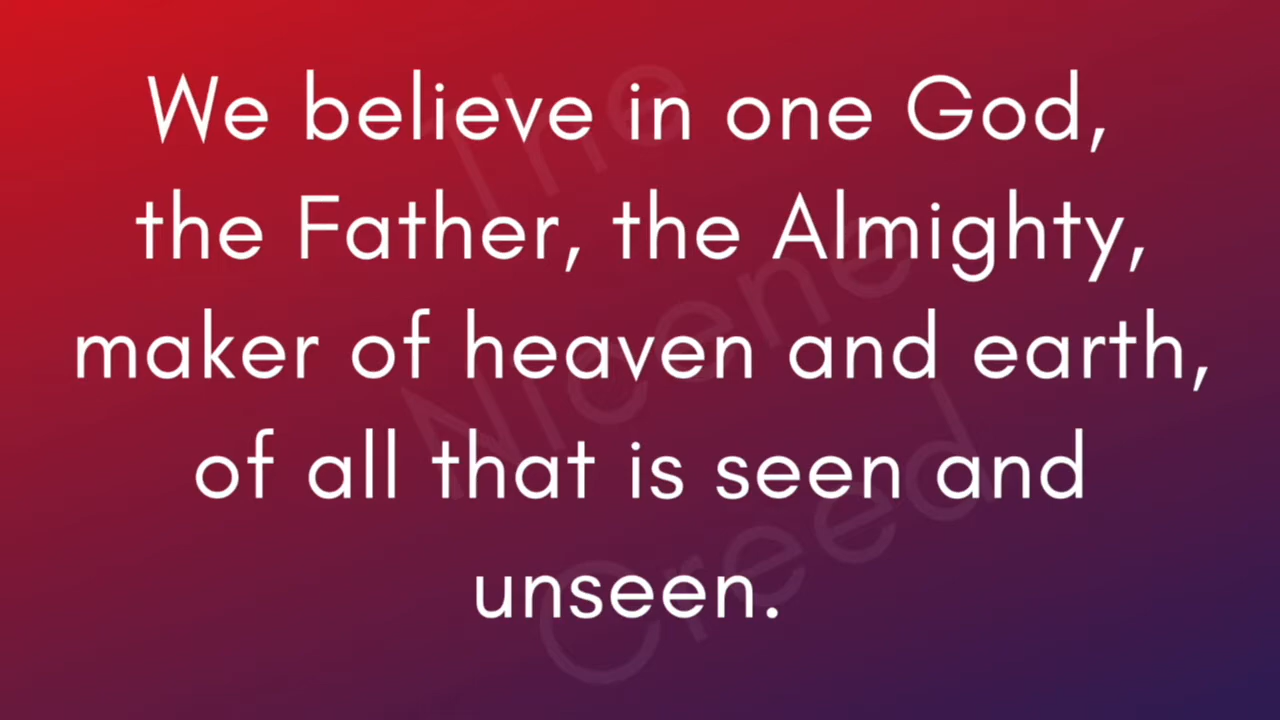 We believe in one God,
the Father, the Almighty,
maker of heaven and earth,
of all that is seen and
unseen.
The
Nicene
Creed